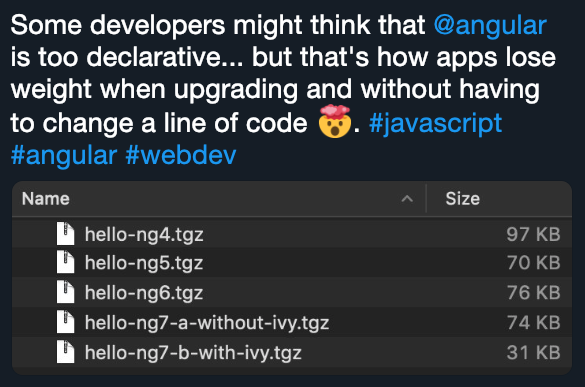 Some developers might think that @angular
is too declarative... but that's how apps lose
weight when upgrading and without having
to change a line of code 🤯. #javascript
#angular #webdev
Name Size
hello-ng4.tgz 97 KB
hello-ng5.tgz 70 KB
hello-ng6.tgz 76 KB
hello-ng7-a-without-ivy.tgz 74 KB
hello-ng7-b-with-ivy.tgz 31 KB